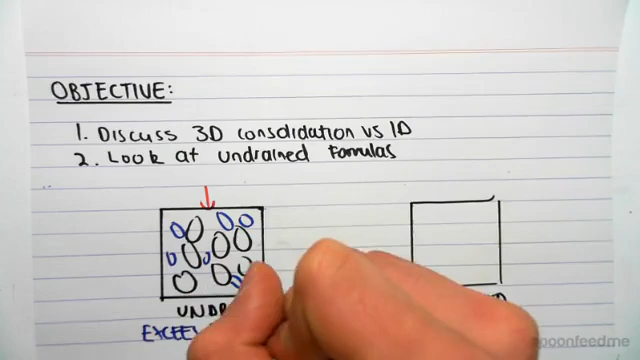 OBJECTIVE:
1. Discuss 3D consolidation vs 1D
2. Look at undrained Formulas
spoonfeedme